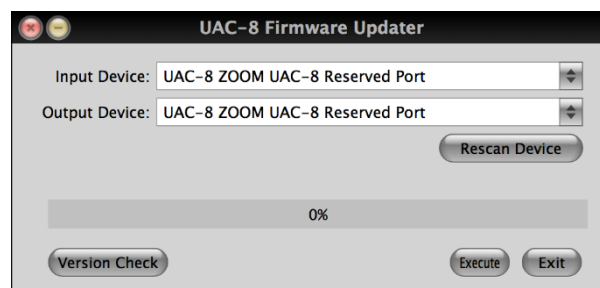 UAC-8 Firmware Updater
Input Device: UAC-8 ZOOM UAC-8 Reserved Port
Output Device: UAC-8 ZOOM UAC-8 Reserved Port
Rescan Device
0%
Version Check Execute Exit